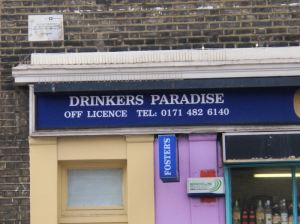 DRINKERS PARADISE
OFF LICENCE TEL: 0171 482 6140
FOSTER'S